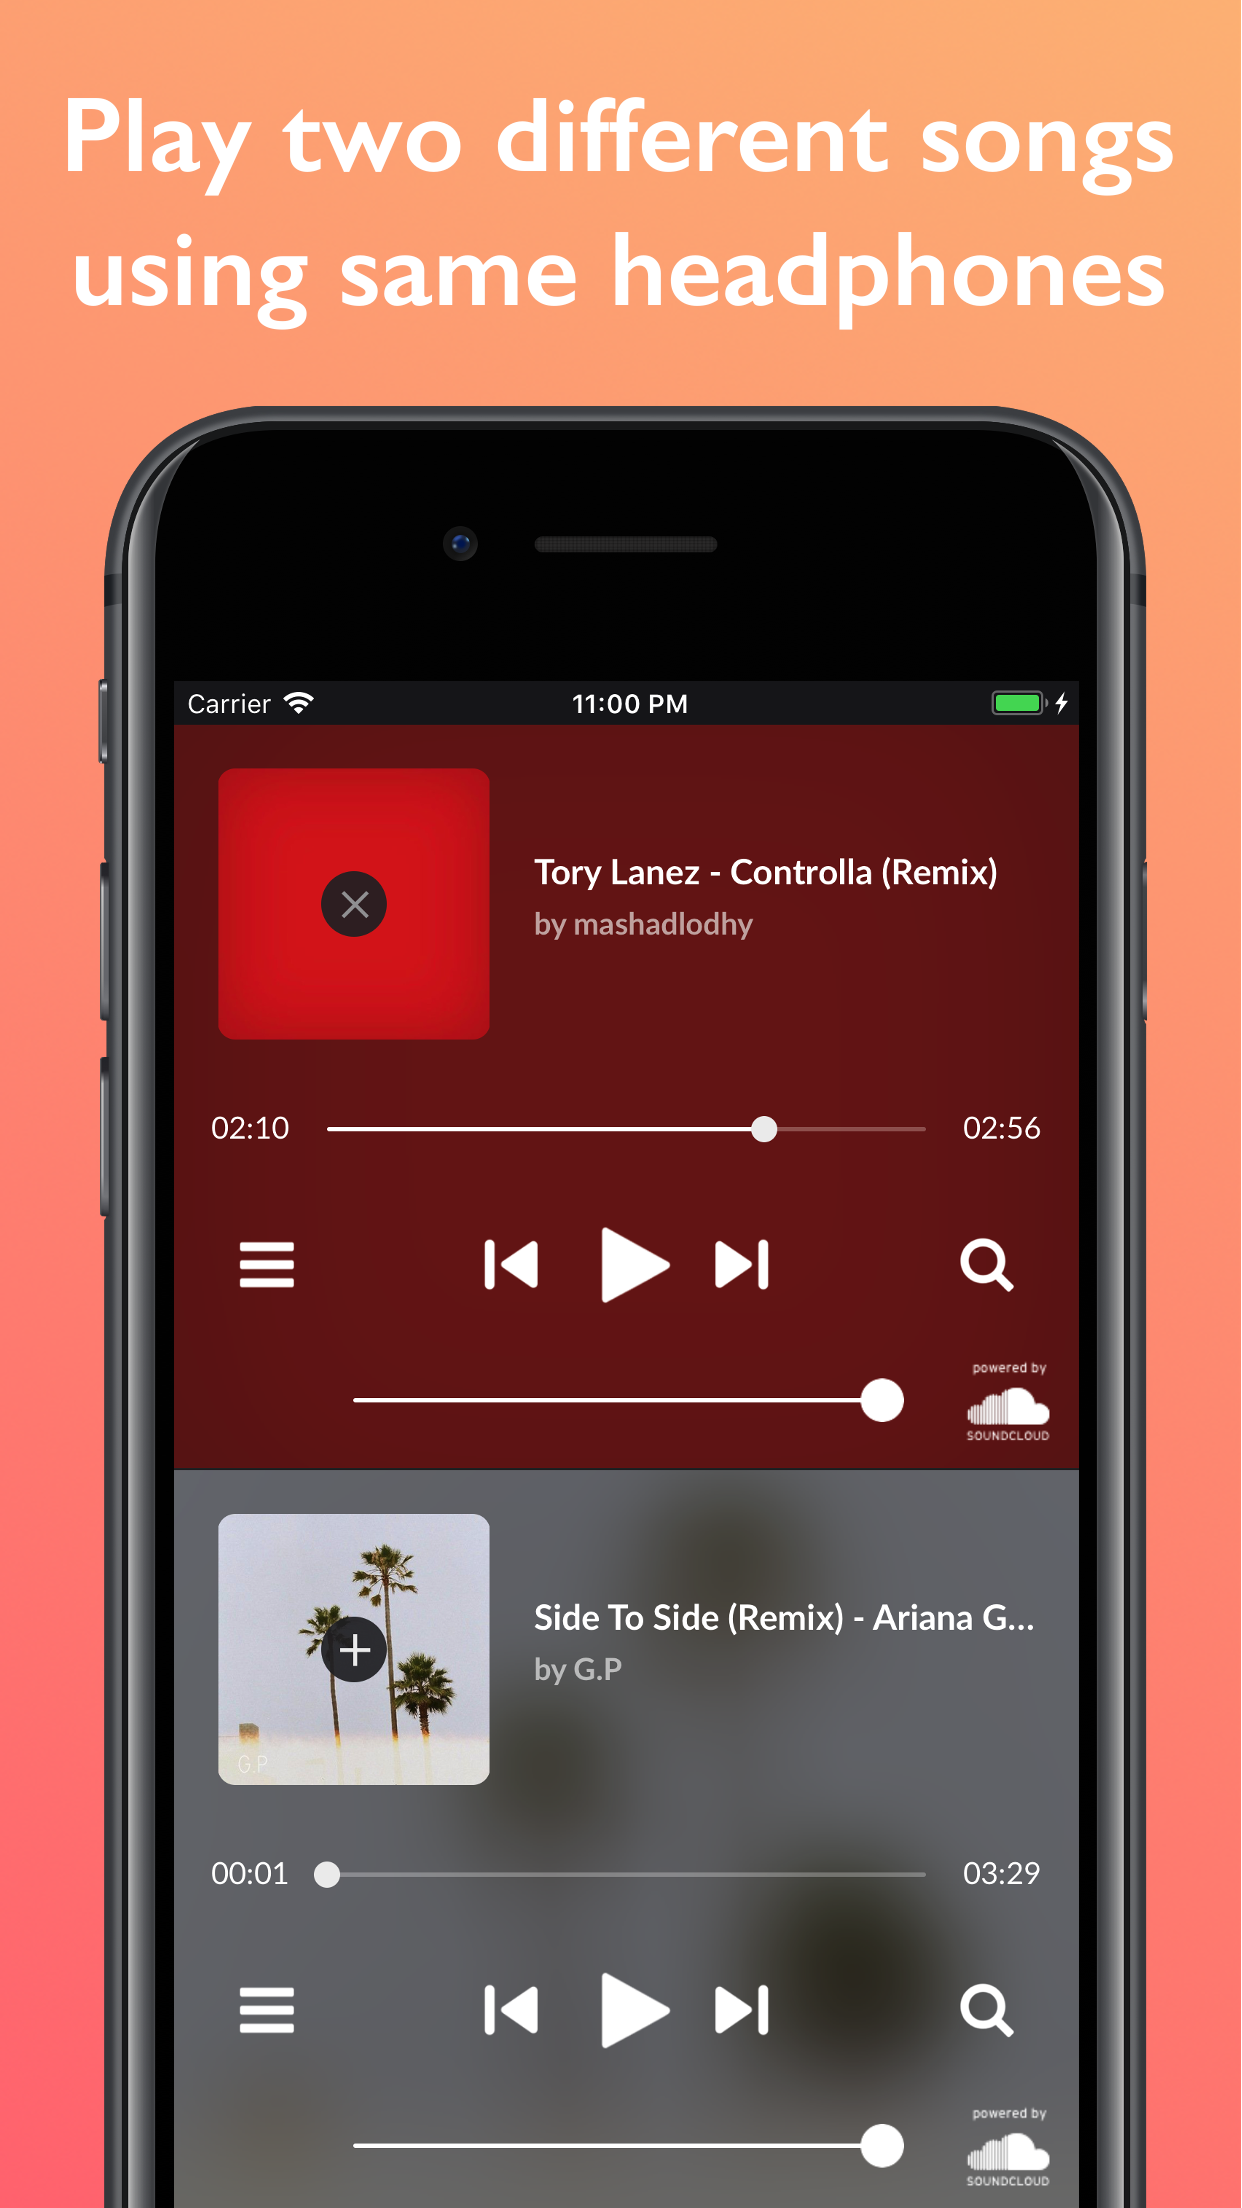 Play two different songs
using same headphones
Carrier 11:00 PM
Tory Lanez - Controlla (Remix)
by mashadlodhy
02:10 02:56
powered by
SOUNDCLOUD
Side To Side (Remix) - Ariana G...
by G.P
G.P
00:01 03:29
powered by
SOUNDCLOUD